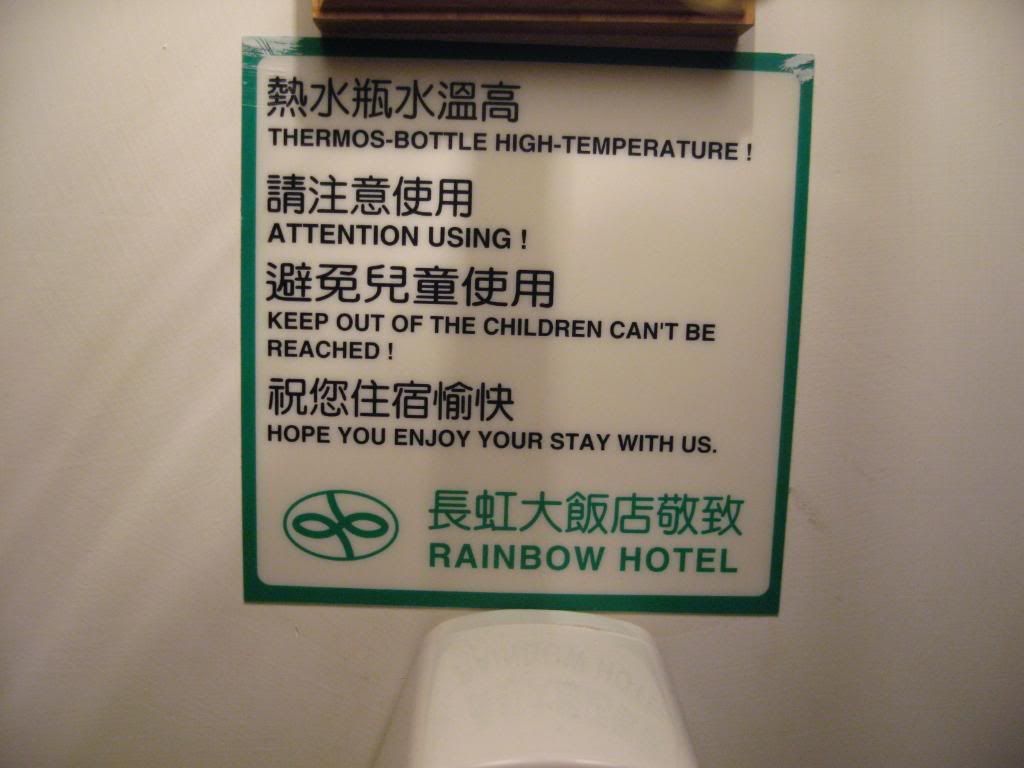 熱水瓶水溫高
THERMOS-BOTTLE HIGH-TEMPERATURE !
請注意使用
ATTENTION USING !
避免兒童使用
KEEP OUT OF THE CHILDREN CAN'T BE
REACHED !
祝您住宿愉快
HOPE YOU ENJOY YOUR STAY WITH US.
長虹大飯店敬致
RAINBOW HOTEL